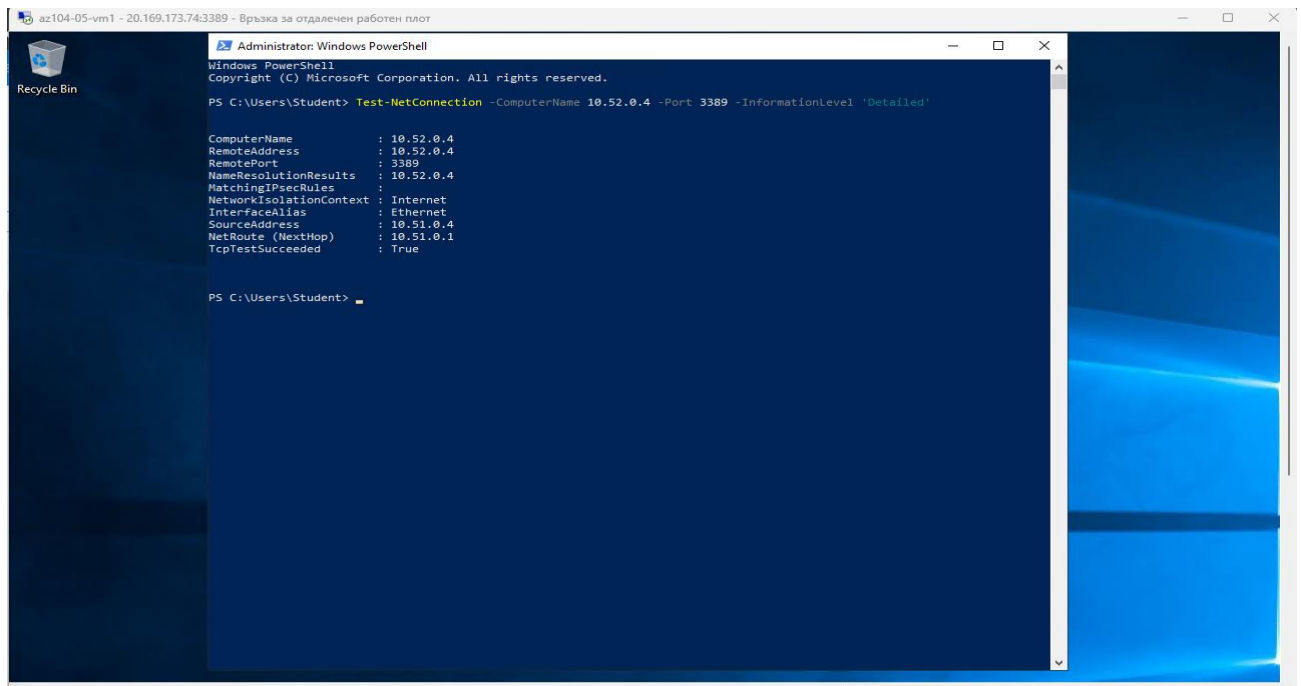 az104-05-vm1 - 20.169.173.74:3389 - Връзка за отдалечен работен плот
Recycle Bin
Administrator: Windows PowerShell
Windows PowerShell
Copyright (C) Microsoft Corporation. All rights reserved.
PS C:\Users\Student> Test-NetConnection -ComputerName 10.52.0.4 -Port 3389 -InformationLevel 'Detailed'
ComputerName : 10.52.0.4
RemoteAddress : 10.52.0.4
RemotePort : 3389
NameResolutionResults : 10.52.0.4
MatchingIPsecRules :
NetworkIsolationContext : Internet
InterfaceAlias : Ethernet
SourceAddress : 10.51.0.4
NetRoute (NextHop) : 10.51.0.1
TcpTestSucceeded : True
PS C:\Users\Student>